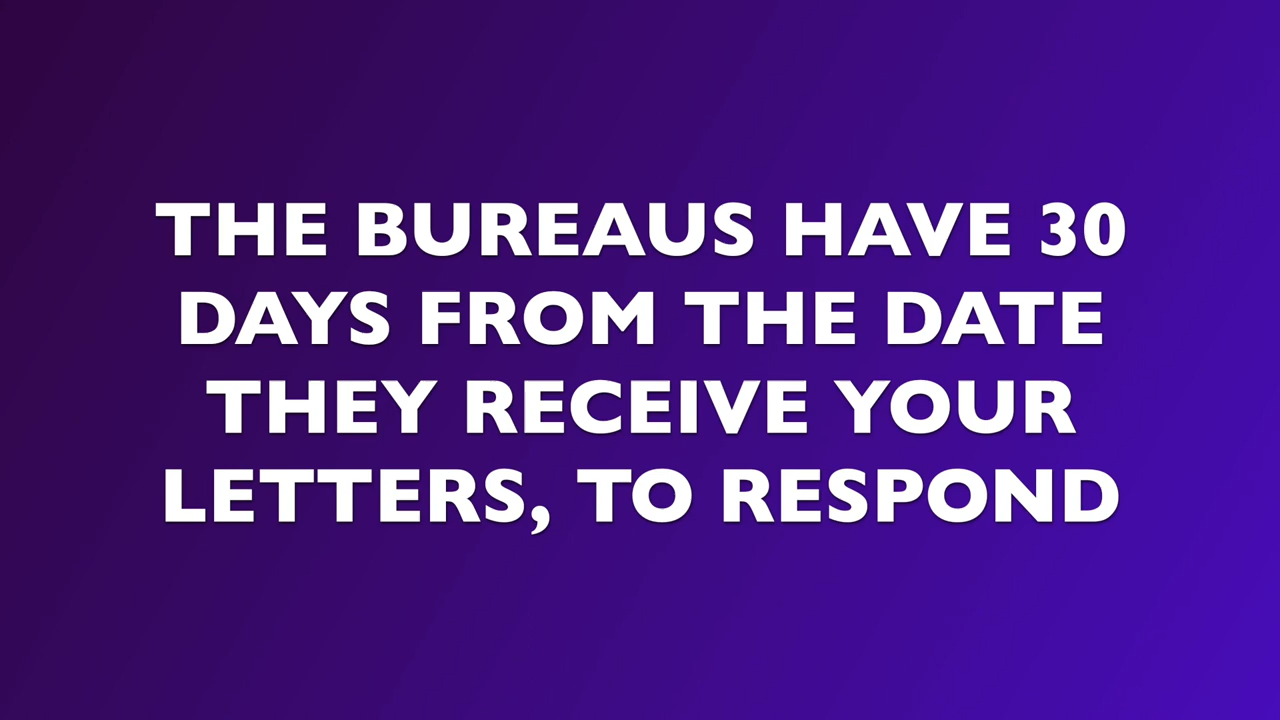 THE BUREAUS HAVE 30
DAYS FROM THE DATE
THEY RECEIVE YOUR
LETTERS, TO RESPOND